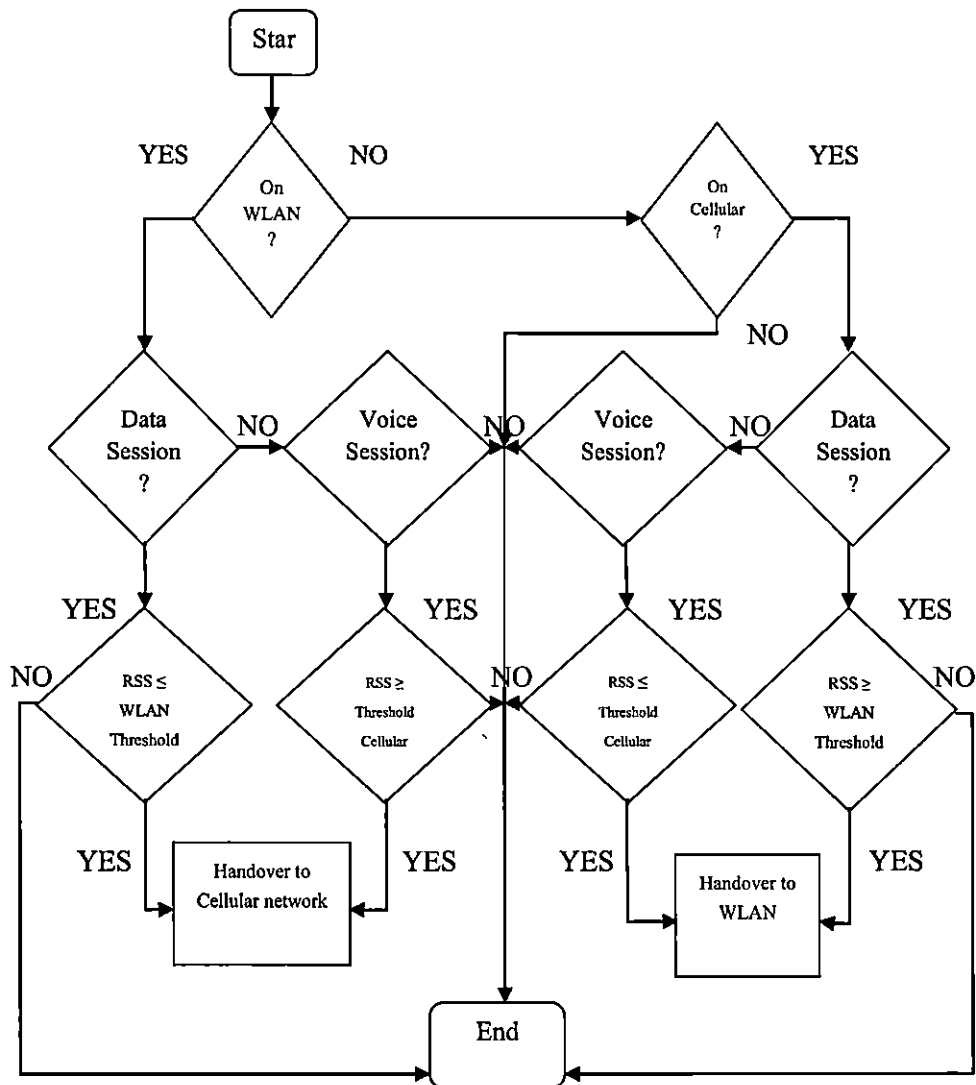 Star
YES
NO
YES
On
WLAN
?
On
Cellular
?
NO
Data
Session
?
NO
Voice
Session?
NO
Voice
Session?
NO
Data
Session
?
YES
YES
YES
YES
NO
RSS ≤
WLAN
Threshold
RSS ≥
Threshold
Cellular
NO
RSS ≤
Threshold
Cellular
RSS ≥
WLAN
Threshold
NO
YES
Handover to
Cellular network
YES
YES
Handover to
WLAN
YES
End